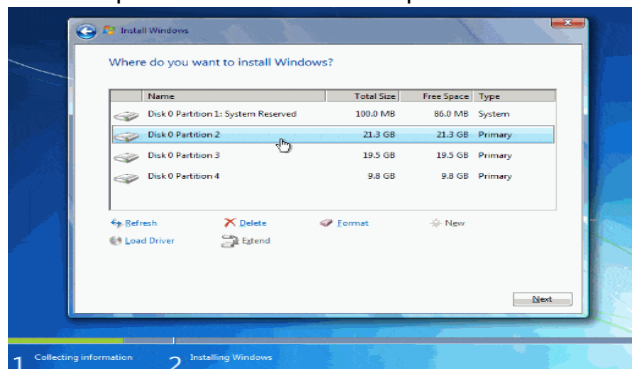 Install Windows
Where do you want to install Windows?
Name Total Size Free Space Type
Disk 0 Partition 1: System Reserved 100.0 MB 86.0 MB System
Disk 0 Partition 2 21.3 GB 21.3 GB Primary
Disk 0 Partition 3 19.5 GB 19.5 GB Primary
Disk 0 Partition 4 9.8 GB 9.8 GB Primary
Refresh Delete Format New
Load Driver Extend
Next
1 Collecting information 2 Installing Windows